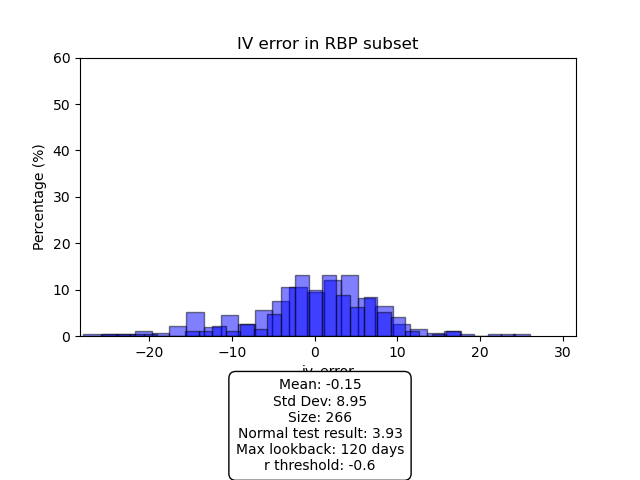 IV error in RBP subset
60
50
40
30
20
10
0
Percentage (%)
−20
−10
0
10
20
30
iv_error
Mean: -0.15
Std Dev: 8.95
Size: 266
Normal test result: 3.93
Max lookback: 120 days
r threshold: -0.6